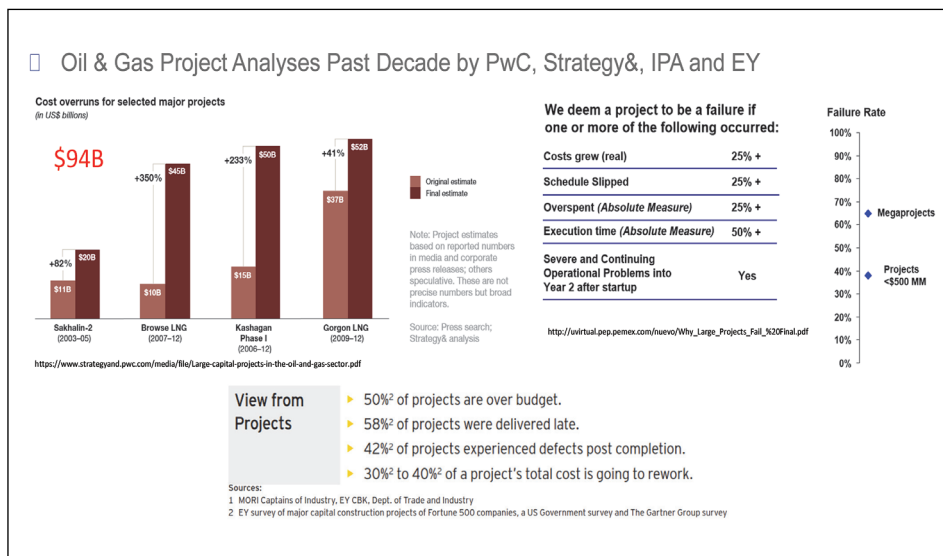 Oil & Gas Project Analyses Past Decade by PwC, Strategy&, IPA and EY
Cost overruns for selected major projects
(in US$ billions)
$94B
+82%
$11B
$20B
+350%
$10B
$45B
+233%
$15B
$50B
+41%
$37B
$52B
Sakhalin-2
(2003–05)
Browse LNG
(2007–12)
Kashagan
Phase I
(2006–12)
Gorgon LNG
(2009–12)
Original estimate
Final estimate
Note: Project estimates
based on reported numbers
in media and corporate
press releases; others
speculative. These are not
precise numbers but broad
indicators.
Source: Press search;
Strategy& analysis
https://www.strategyand.pwc.com/media/file/Large-capital-projects-in-the-oil-and-gas-sector.pdf
We deem a project to be a failure if
one or more of the following occurred:
Costs grew (real) 25% +
Schedule Slipped 25% +
Overspent (Absolute Measure) 25% +
Execution time (Absolute Measure) 50% +
Severe and Continuing
Operational Problems into
Year 2 after startup
Yes
http://uvirtual.pep.pemex.com/nuevo/Why_Large_Projects_Fail_%20Final.pdf
Failure Rate
100%
90%
80%
70%
60%
50%
40%
30%
20%
10%
0%
Megaprojects
Projects
<$500 MM
View from
Projects
50%² of projects are over budget.
58%² of projects were delivered late.
42%² of projects experienced defects post completion.
30%² to 40%² of a project's total cost is going to rework.
Sources:
1 MORI Captains of Industry, EY CBK, Dept. of Trade and Industry
2 EY survey of major capital construction projects of Fortune 500 companies, a US Government survey and The Gartner Group survey